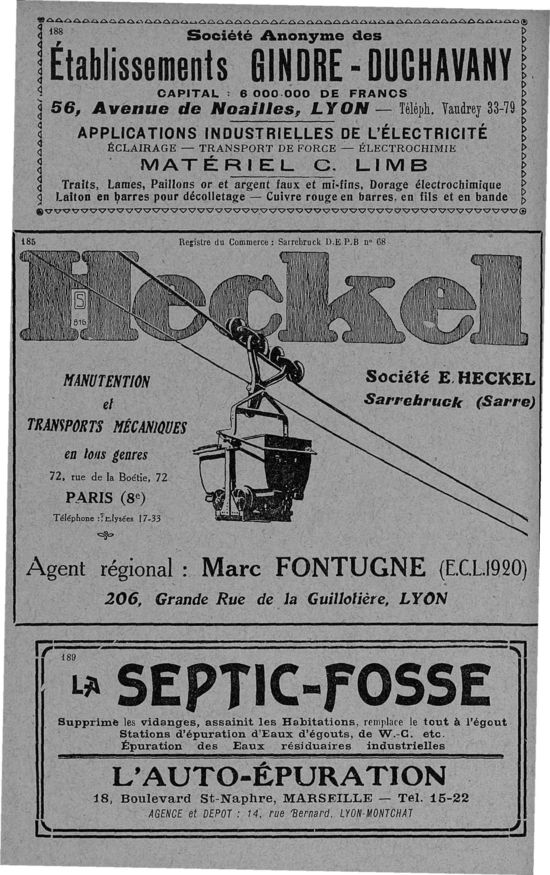 188
Société Anonyme des
Établissements GINDRE - DUCHAVANY
CAPITAL : 6 000.000 DE FRANCS
56, Avenue de Noailles, LYON — Téléph. Vaudrey 33-79
APPLICATIONS INDUSTRIELLES DE L'ÉLECTRICITÉ
ÉCLAIRAGE — TRANSPORT DE FORCE — ÉLECTROCHIMIE
MATÉRIEL C. LIMB
Traits, Lames, Paillons or et argent faux et mi-fins, Dorage électrochimique
Laiton en barres pour décolletage — Cuivre rouge en barres, en fils et en bande
185
Registre du Commerce : Sarrebruck D.E.P.B nº 68
Heckel
S
816
MANUTENTION
et
TRANSPORTS MÉCANIQUES
en tous genres
72, rue de la Boëtie, 72
PARIS (8e)
Téléphone : Elysées 17-33
Société E. HECKEL
Sarrebruck (Sarre)
Agent régional : Marc FONTUGNE (E.C.L.1920)
206, Grande Rue de la Guillotière, LYON
189
LA SEPTIC-FOSSE
Supprime les vidanges, assainit les Habitations, remplace le tout à l'égout
Stations d'épuration d'Eaux d'égouts, de W.-C. etc.
Épuration des Eaux résiduaires industrielles
L'AUTO-ÉPURATION
18, Boulevard St-Naphre, MARSEILLE — Tel. 15-22
AGENCE et DEPOT : 14, rue Bernard, LYON-MONTCHAT